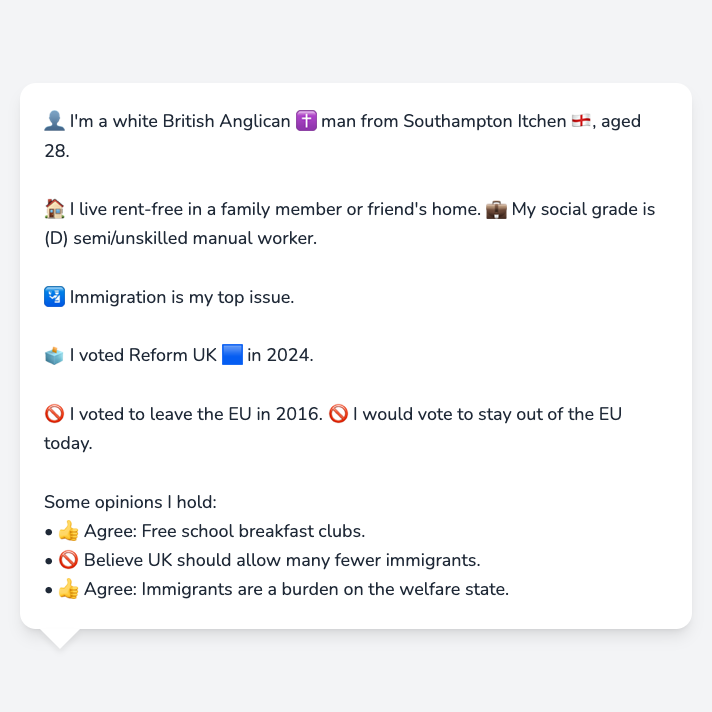 👤 I'm a white British Anglican ✝️ man from Southampton Itchen 🏴󠁧󠁢󠁥󠁮󠁧󠁿, aged
28.
🏠 I live rent-free in a family member or friend's home. 💼 My social grade is
(D) semi/unskilled manual worker.
🛂 Immigration is my top issue.
🗳️ I voted Reform UK 🟦 in 2024.
🚫 I voted to leave the EU in 2016. 🚫 I would vote to stay out of the EU
today.
Some opinions I hold:
• 👍 Agree: Free school breakfast clubs.
• 🚫 Believe UK should allow many fewer immigrants.
• 👍 Agree: Immigrants are a burden on the welfare state.